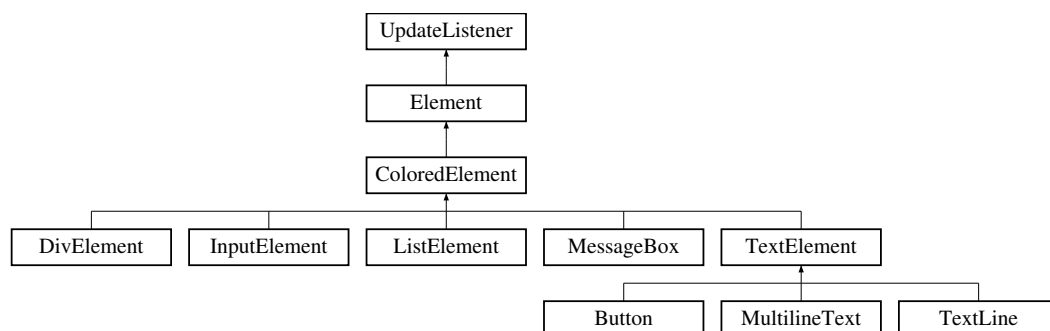 UpdateListener
Element
ColoredElement
DivElement InputElement ListElement MessageBox TextElement
Button MultilineText TextLine